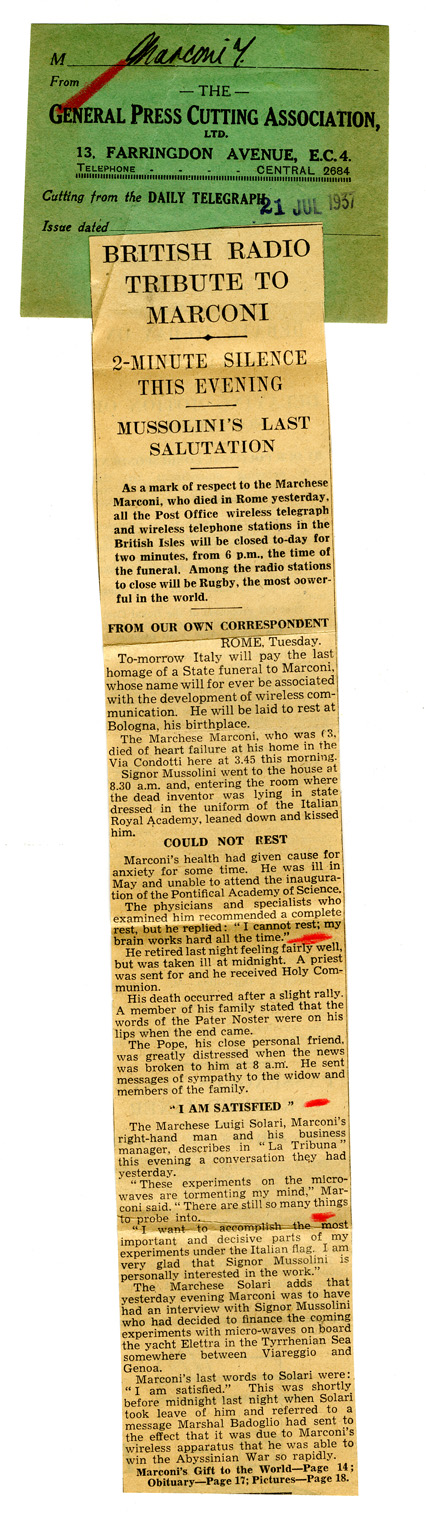 M Marconi Y.
From
— THE —
GENERAL PRESS CUTTING ASSOCIATION,
LTD.
13, FARRINGDON AVENUE, E.C.4.
TELEPHONE - - - - CENTRAL 2684
Cutting from the DAILY TELEGRAPH
21 JUL 1937
Issue dated
BRITISH RADIO
TRIBUTE TO
MARCONI
2-MINUTE SILENCE
THIS EVENING
MUSSOLINI'S LAST
SALUTATION
As a mark of respect to the Marchese
Marconi, who died in Rome yesterday,
all the Post Office wireless telegraph
and wireless telephone stations in the
British Isles will be closed to-day for
two minutes, from 6 p.m., the time of
the funeral. Among the radio stations
to close will be Rugby, the most power-
ful in the world.
FROM OUR OWN CORRESPONDENT
ROME, Tuesday.
To-morrow Italy will pay the last
homage of a State funeral to Marconi,
whose name will for ever be associated
with the development of wireless com-
munication. He will be laid to rest at
Bologna, his birthplace.
The Marchese Marconi, who was 63,
died of heart failure at his home in the
Via Condotti here at 3.45 this morning.
Signor Mussolini went to the house at
8.30 a.m. and, entering the room where
the dead inventor was lying in state
dressed in the uniform of the Italian
Royal Academy, leaned down and kissed
him.
COULD NOT REST
Marconi's health had given cause for
anxiety for some time. He was ill in
May and unable to attend the inaugura-
tion of the Pontifical Academy of Science.
The physicians and specialists who
examined him recommended a complete
rest, but he replied: "I cannot rest; my
brain works hard all the time."
He retired last night feeling fairly well,
but was taken ill at midnight. A priest
was sent for and he received Holy Com-
munion.
His death occurred after a slight rally.
A member of his family stated that the
words of the Pater Noster were on his
lips when the end came.
The Pope, his close personal friend,
was greatly distressed when the news
was broken to him at 8 a.m. He sent
messages of sympathy to the widow and
members of the family.
"I AM SATISFIED"
The Marchese Luigi Solari, Marconi's
right-hand man and his business
manager, describes in "La Tribuna"
this evening a conversation they had
yesterday.
"These experiments on the micro-
waves are tormenting my mind," Mar-
coni said. "There are still so many things
to probe into.
"I want to accomplish the most
important and decisive parts of my
experiments under the Italian flag. I am
very glad that Signor Mussolini is
personally interested in the work."
The Marchese Solari adds that
yesterday evening Marconi was to have
had an interview with Signor Mussolini
who had decided to finance the coming
experiments with micro-waves on board
the yacht Elettra in the Tyrrhenian Sea
somewhere between Viareggio and
Genoa.
Marconi's last words to Solari were:
"I am satisfied." This was shortly
before midnight last night when Solari
took leave of him and referred to a
message Marshal Badoglio had sent to
the effect that it was due to Marconi's
wireless apparatus that he was able to
win the Abyssinian War so rapidly.
Marconi's Gift to the World—Page 14;
Obituary—Page 17; Pictures—Page 18.